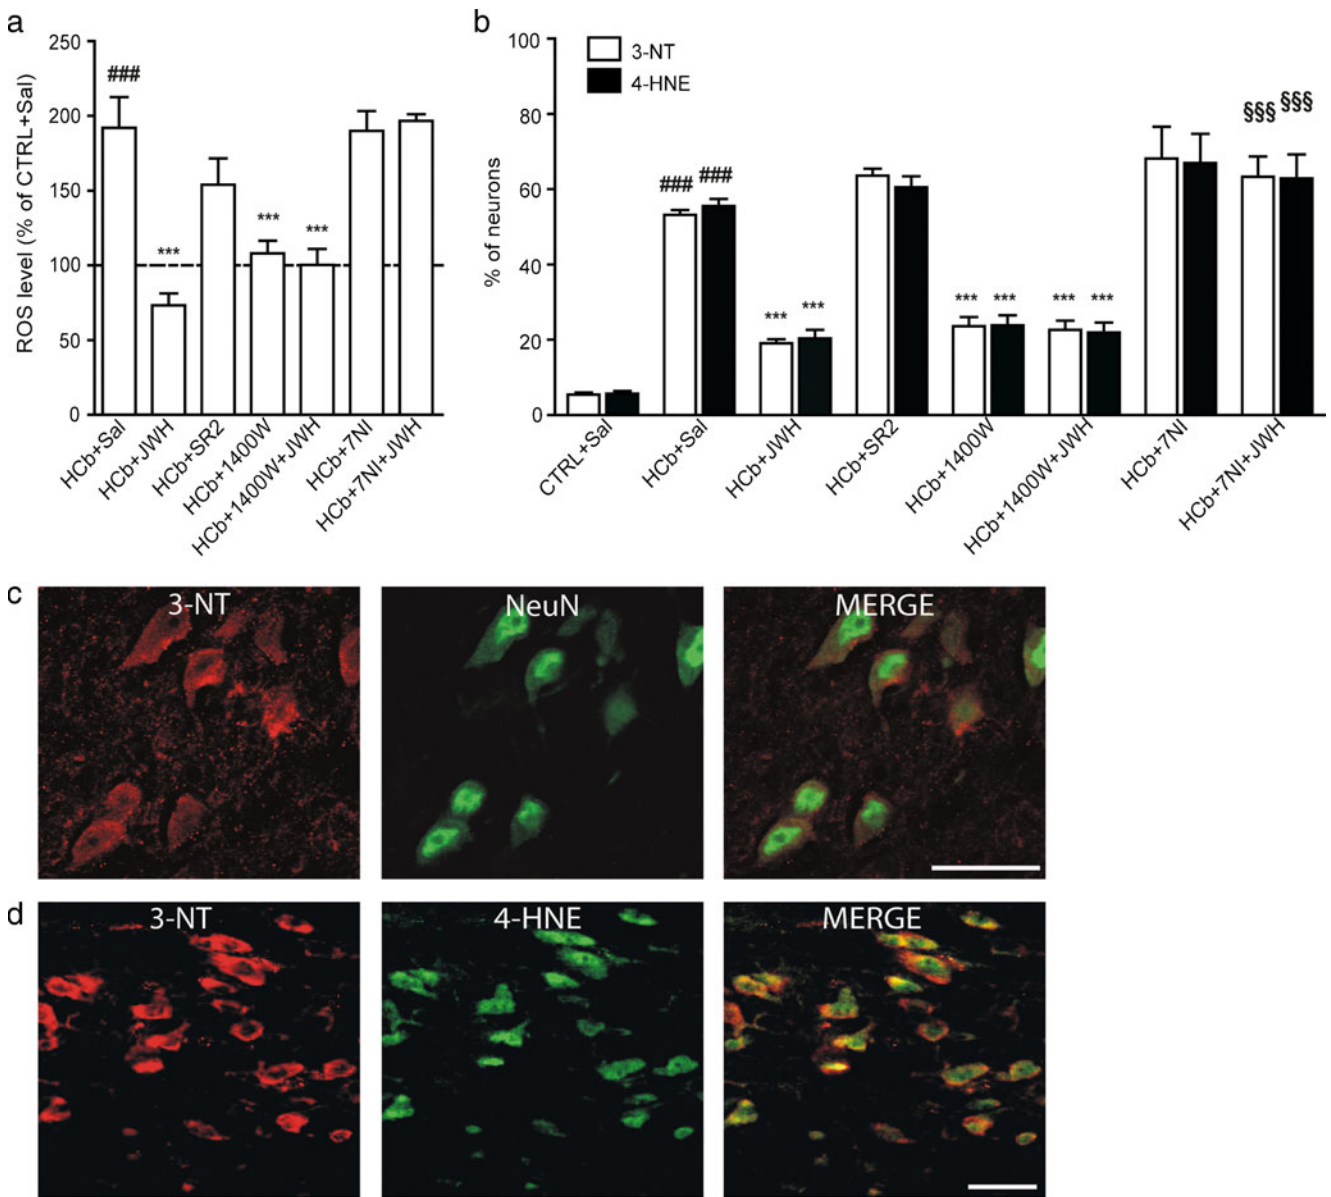 a
ROS level (% of CTRL+Sal)
250
200
150
100
50
0
###
***
***
***
HCb+Sal
HCb+JWH
HCb+SR2
HCb+1400W
HCb+1400W+JWH
HCb+7NI
HCb+7NI+JWH
b
% of neurons
100
80
60
40
20
0
3-NT
4-HNE
### ###
*** ***
*** ***
*** ***
§§§ §§§
CTRL+Sal
HCb+Sal
HCb+JWH
HCb+SR2
HCb+1400W
HCb+1400W+JWH
HCb+7NI
HCb+7NI+JWH
c
3-NT
NeuN
MERGE
d
3-NT
4-HNE
MERGE